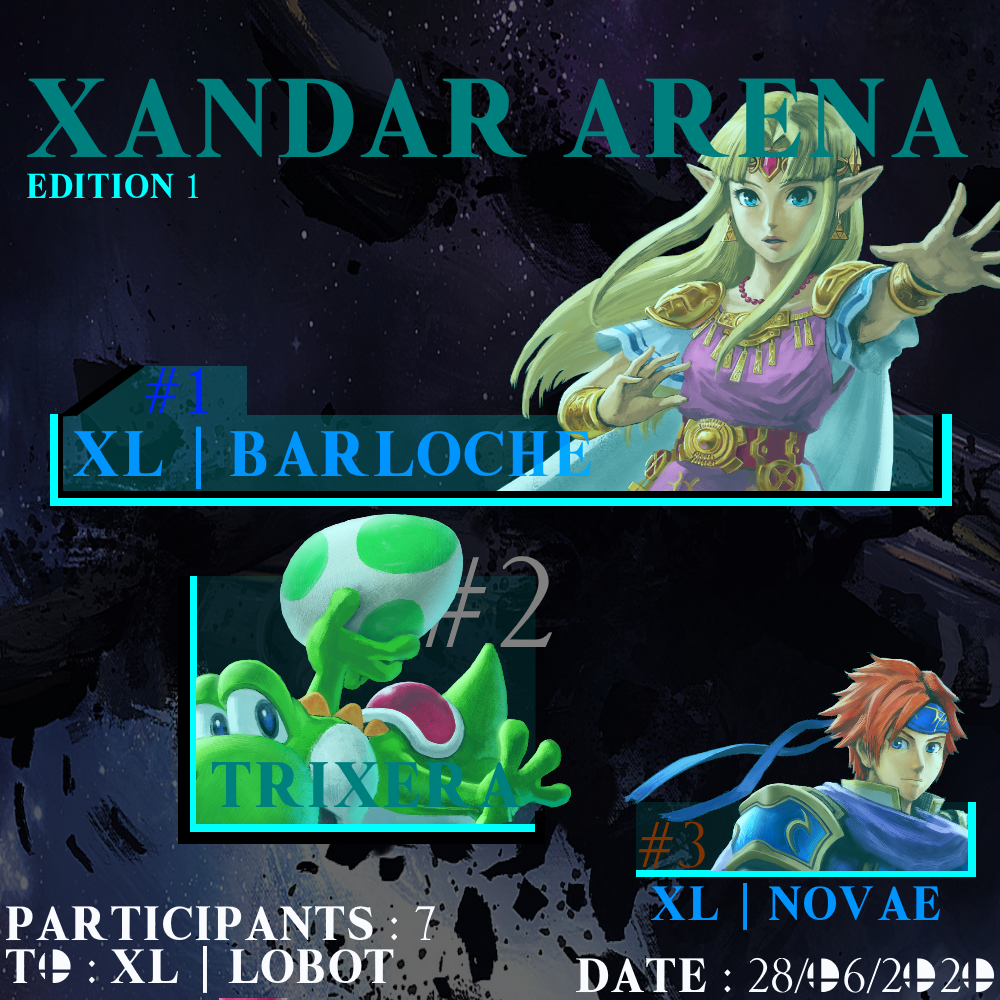 XANDAR ARENA
EDITION 1
#1
XL | BARLOCHE
#2
TRIXERA
#3
XL | NOVAE
PARTICIPANTS : 7
TO : XL | LOBOT
DATE : 28/06/2020